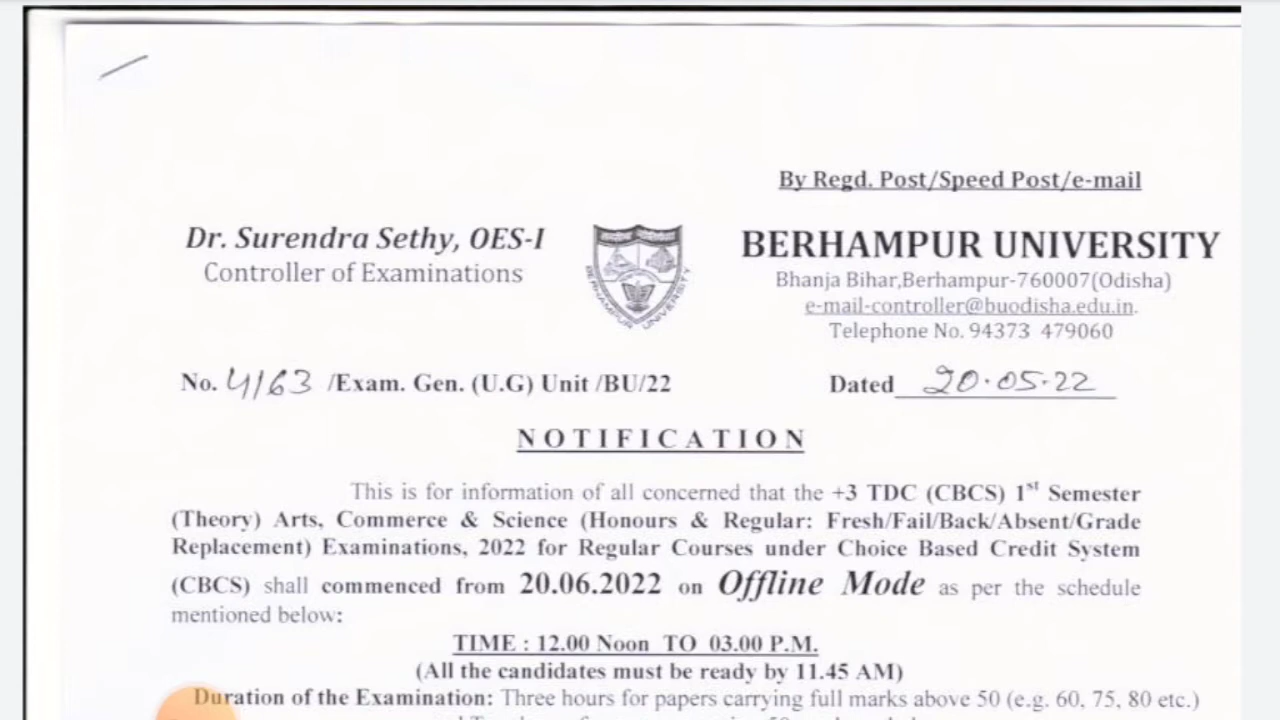 By Regd. Post/Speed Post/e-mail
Dr. Surendra Sethy, OES-I
Controller of Examinations
BERHAMPUR UNIVERSITY
BERHAMPUR UNIVERSITY
Bhanja Bihar,Berhampur-760007(Odisha)
e-mail-controller@buodisha.edu.in.
Telephone No. 94373 479060
No. 4163 /Exam. Gen. (U.G) Unit /BU/22
Dated 20.05.22
NOTIFICATION
This is for information of all concerned that the +3 TDC (CBCS) 1st Semester
(Theory) Arts, Commerce & Science (Honours & Regular: Fresh/Fail/Back/Absent/Grade
Replacement) Examinations, 2022 for Regular Courses under Choice Based Credit System
(CBCS) shall commenced from 20.06.2022 on Offline Mode as per the schedule
mentioned below:
TIME : 12.00 Noon TO 03.00 P.M.
(All the candidates must be ready by 11.45 AM)
Duration of the Examination: Three hours for papers carrying full marks above 50 (e.g. 60, 75, 80 etc.)